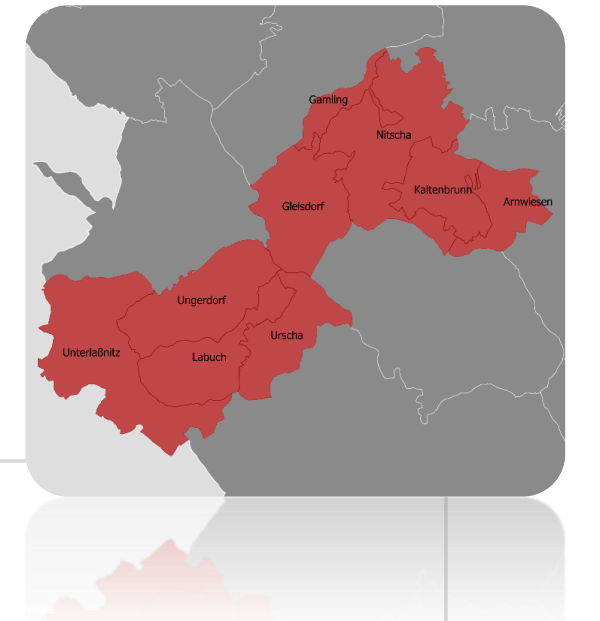 Gamling
Nitscha
Kaltenbrunn
Arnwiesen
Gleisdorf
Ungerdorf
Urscha
Unterlaßnitz
Labuch